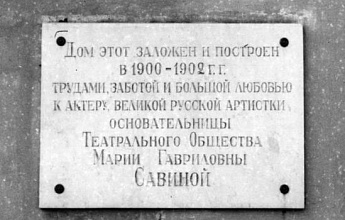 Дом этот заложен и построен
в 1900-1902 г.г.
трудами, заботой и большой любовью
к актеру, великой русской артистки,
основательницы
Театрального Общества
Марии Гавриловны
Савиной